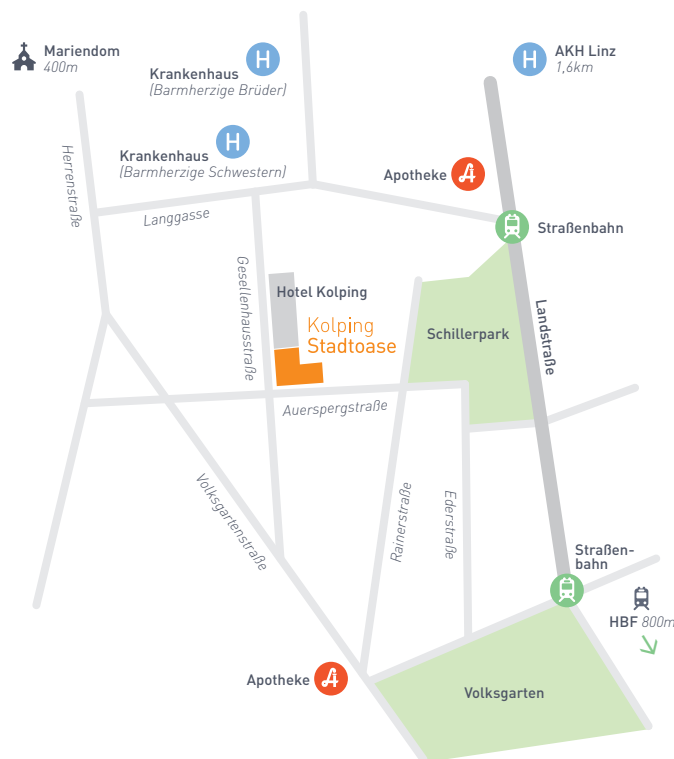 Mariendom
400m
H
Krankenhaus
(Barmherzige Brüder)
H
AKH Linz
1,6km
H
Krankenhaus
(Barmherzige Schwestern)
Herrenstraße
Langgasse
Apotheke
Straßenbahn
Gesellenhausstraße
Hotel Kolping
Kolping
Stadtoase
Schillerpark
Landstraße
Auerspergstraße
Volksgartenstraße
Rainerstraße
Ederstraße
Straßen-
bahn
HBF 800m
Apotheke
Volksgarten